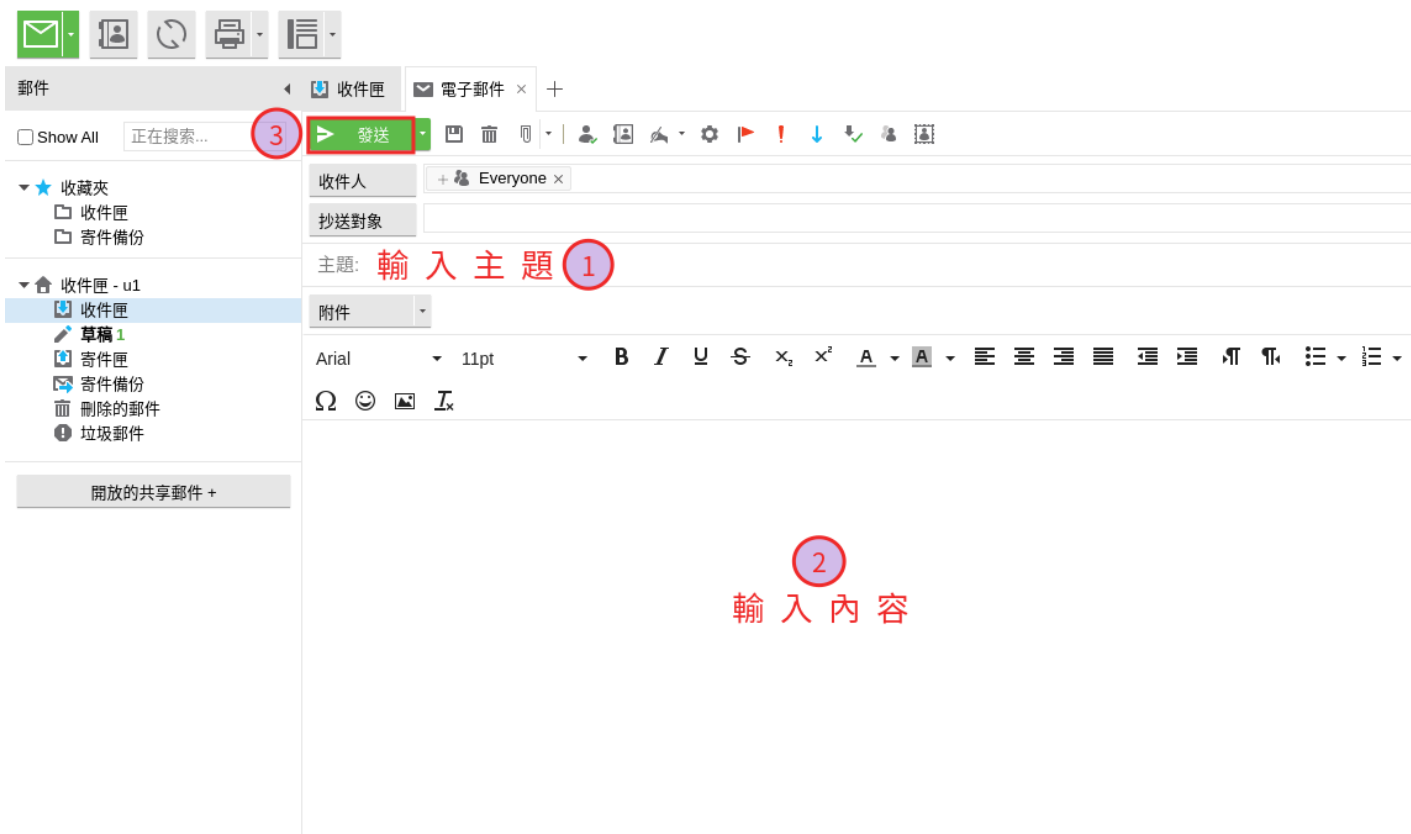 郵件
收件匣
電子郵件
Show All
正在搜索...
3
發送
收藏夾
收件匣
寄件備份
收件匣 - u1
收件匣
草稿 1
寄件匣
寄件備份
刪除的郵件
垃圾郵件
開放的共享郵件 +
收件人
+ Everyone ×
抄送對象
主題: 輸入主題 1
附件
Arial 11pt
2
輸入內容